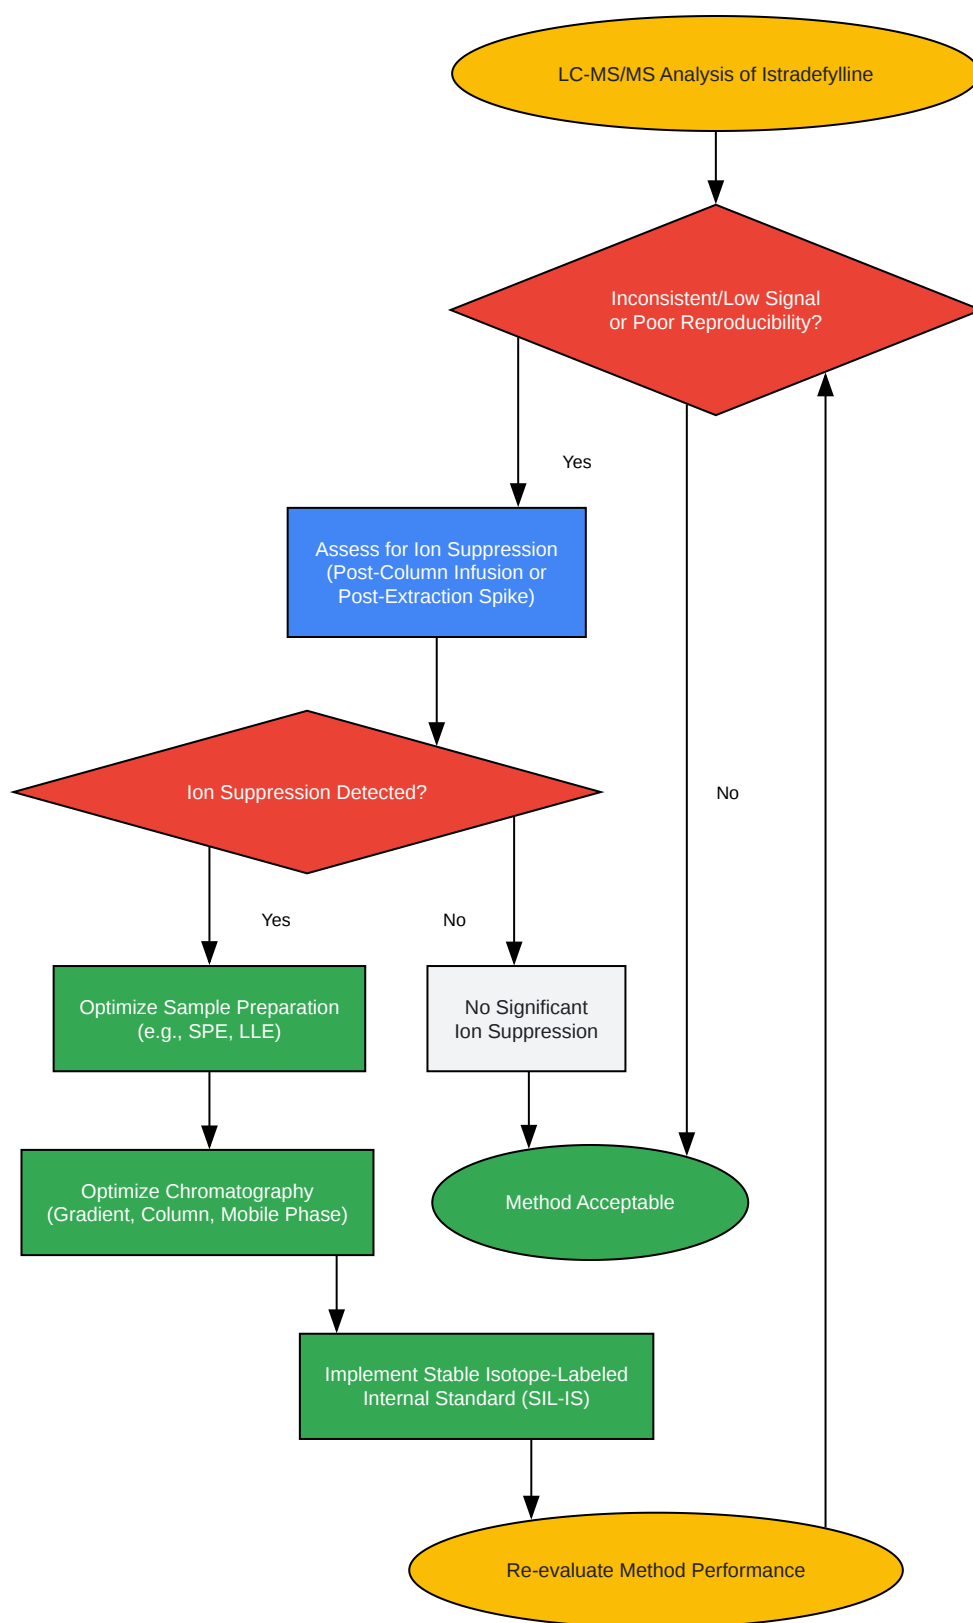 LC-MS/MS Analysis of Istradefylline
Inconsistent/Low Signal
or Poor Reproducibility?
Yes
Assess for Ion Suppression
(Post-Column Infusion or
Post-Extraction Spike)
Ion Suppression Detected?
No
Yes
No
Optimize Sample Preparation
(e.g., SPE, LLE)
No Significant
Ion Suppression
Optimize Chromatography
(Gradient, Column, Mobile Phase)
Method Acceptable
Implement Stable Isotope-Labeled
Internal Standard (SIL-IS)
Re-evaluate Method Performance